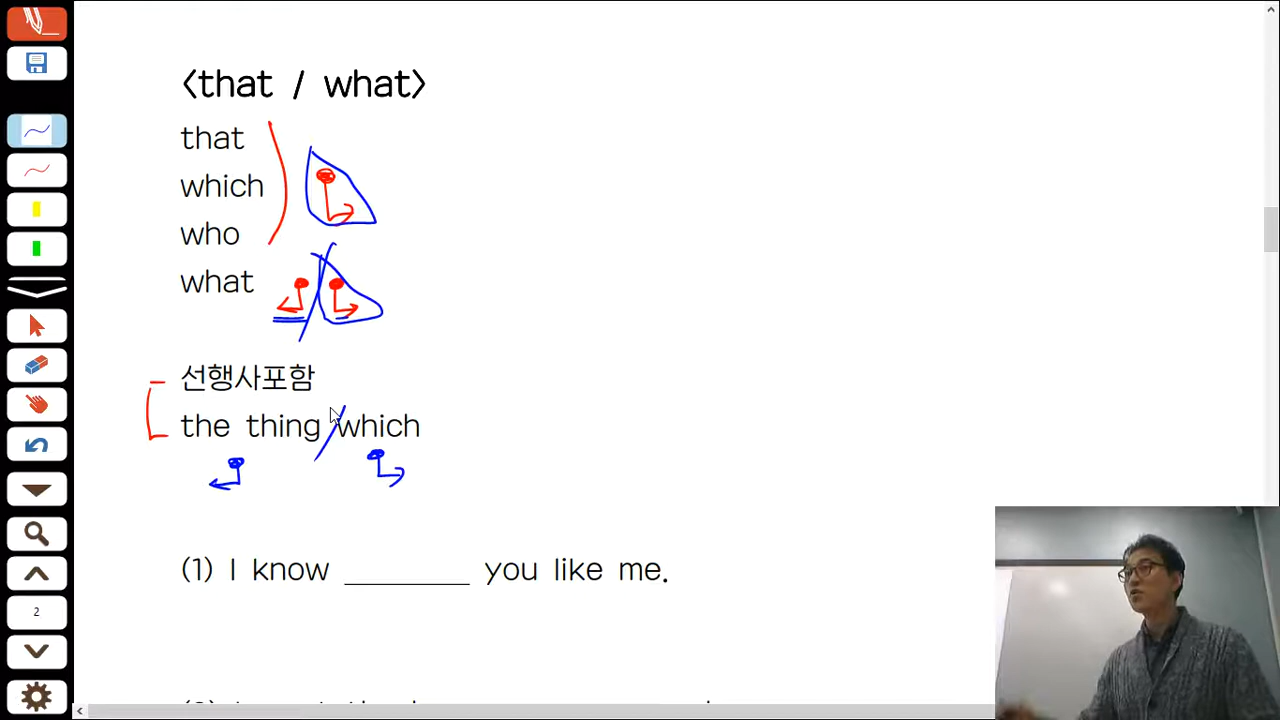 <that / what>
that
which
who
what
선행사포함
the thing which
(1) I know ________ you like me.
2